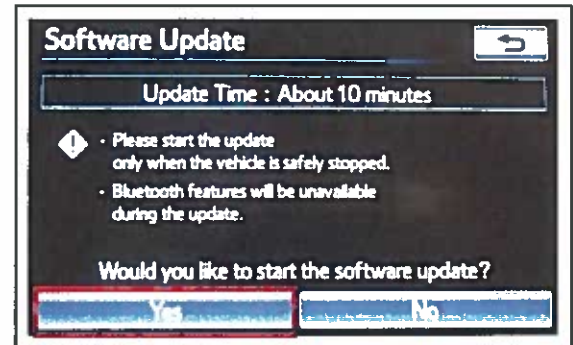 Software Update
Update Time : About 10 minutes
· Please start the update
only when the vehicle is safely stopped.
· Bluetooth features will be unavailable
during the update.
Would you like to start the software update?
Yes
No